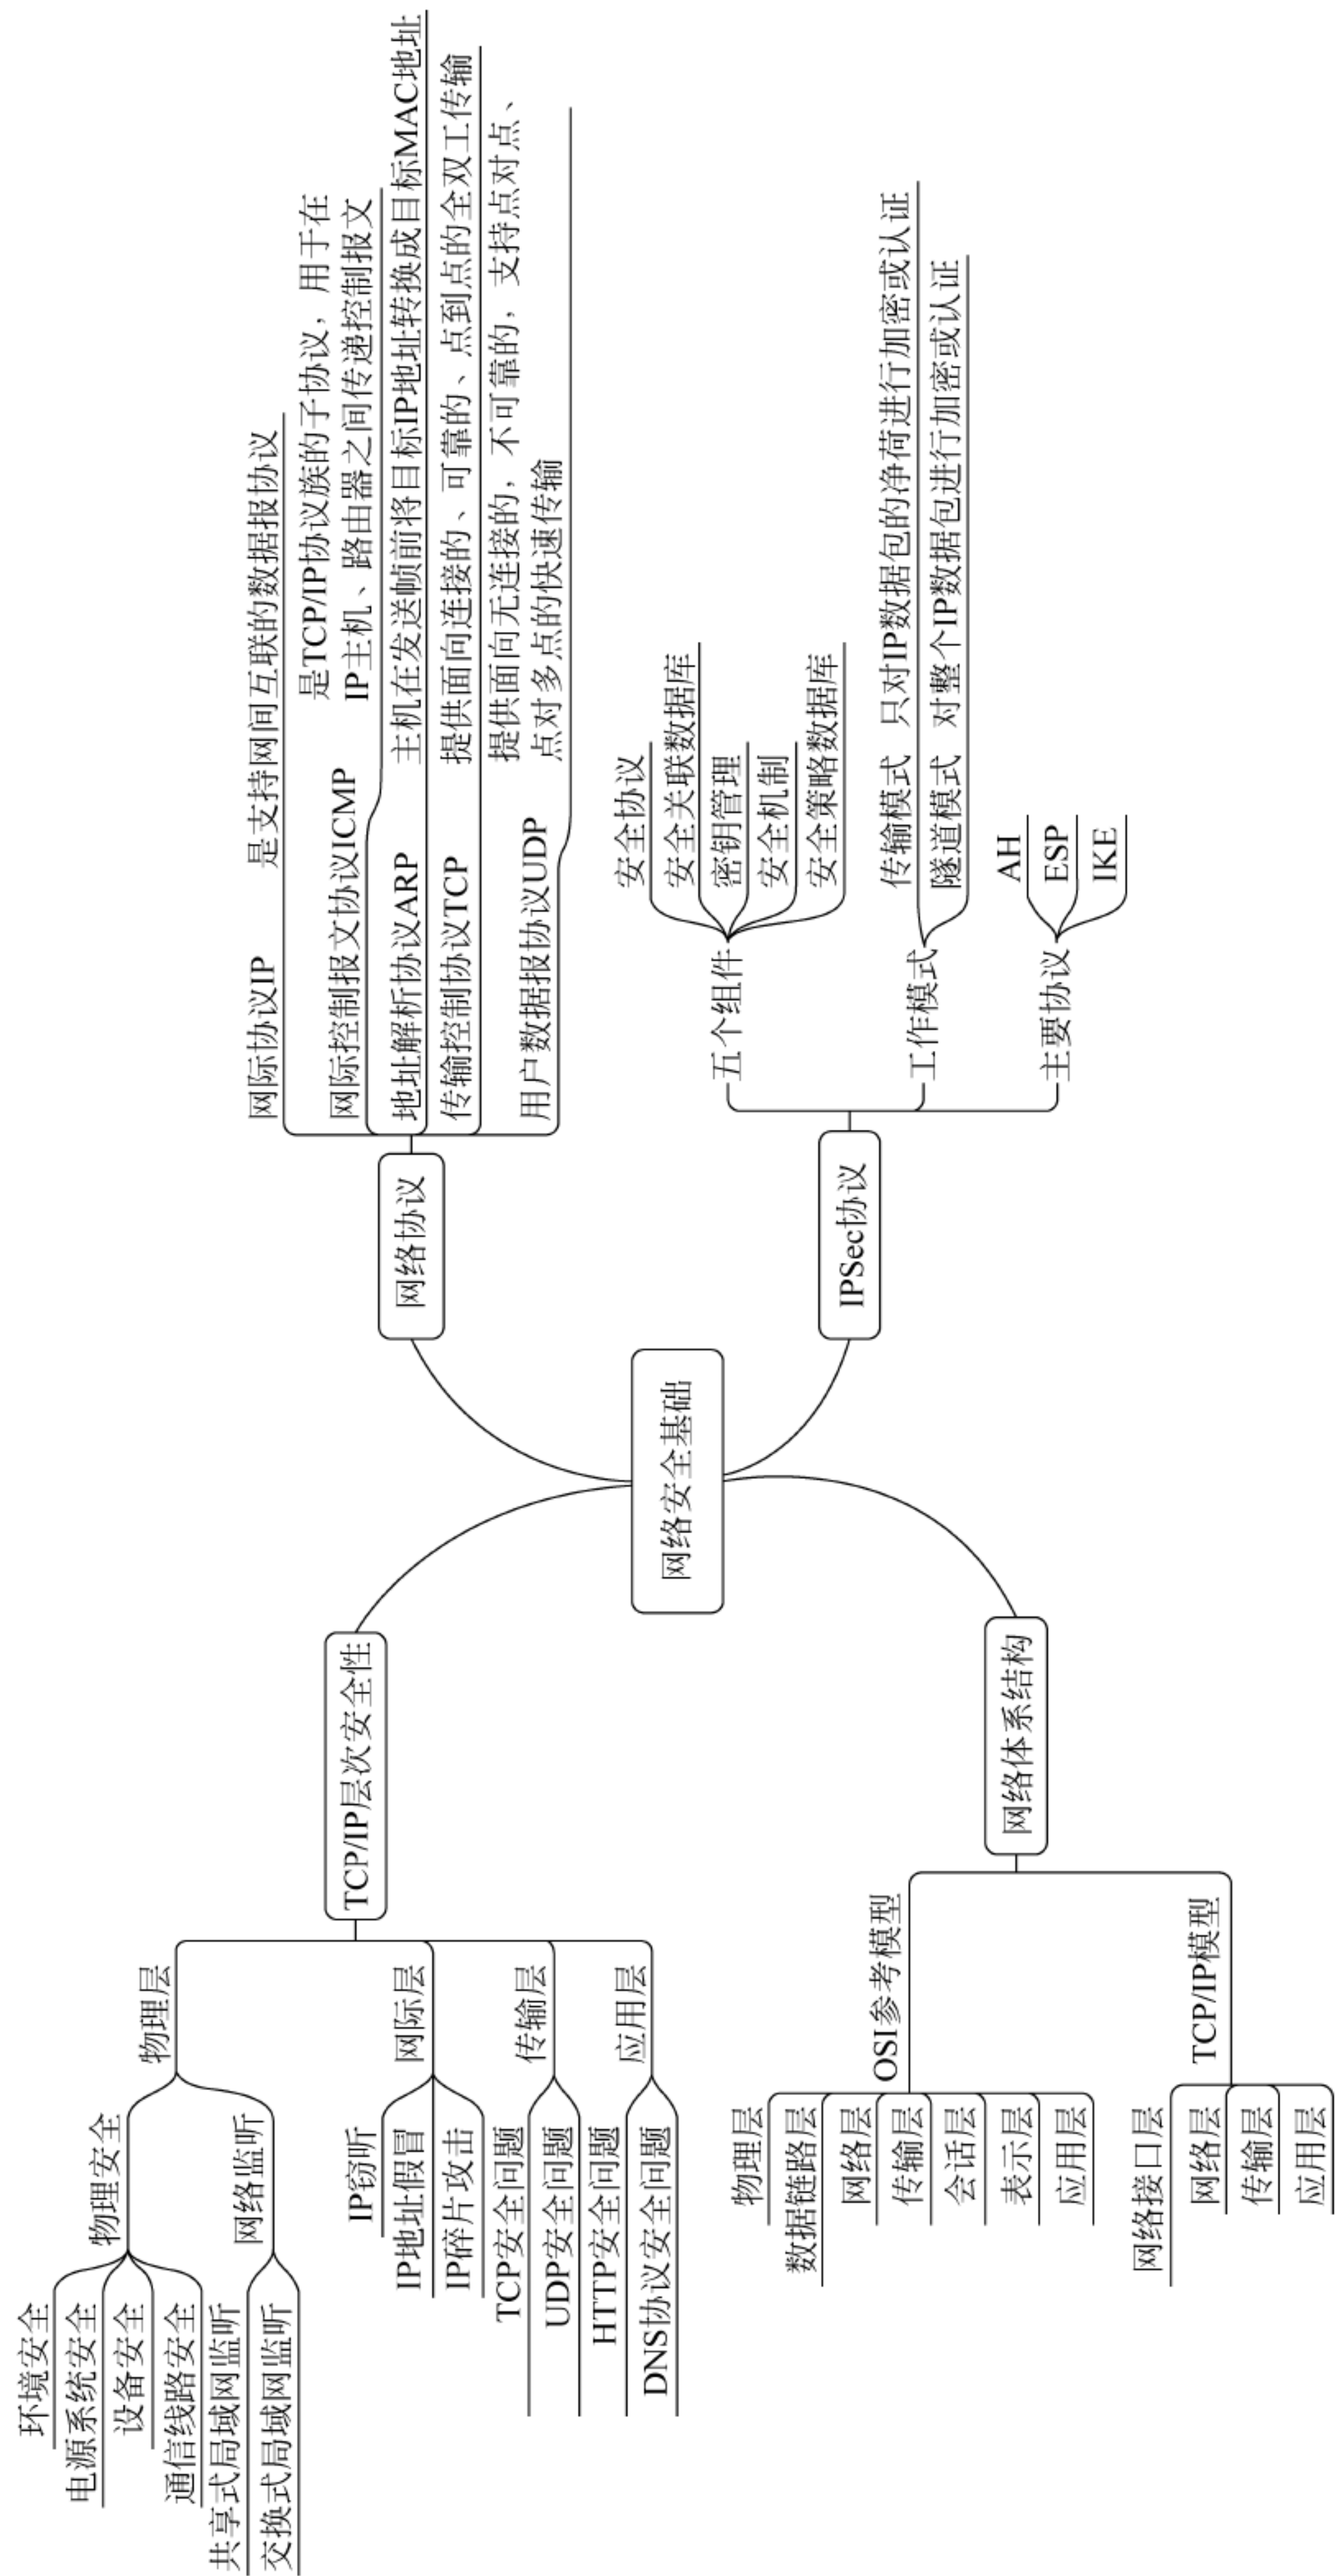 网络安全基础
TCP/IP层次安全性
物理层
物理安全
环境安全
电源系统安全
设备安全
通信线路安全
网络监听
共享式局域网监听
交换式局域网监听
网际层
IP窃听
IP地址假冒
IP碎片攻击
传输层
TCP安全问题
UDP安全问题
应用层
HTTP安全问题
DNS协议安全问题
网络体系结构
OSI参考模型
物理层
数据链路层
网络层
传输层
会话层
表示层
应用层
TCP/IP模型
网络接口层
网络层
传输层
应用层
网络协议
网际协议IP
是支持网间互联的数据报协议
网际控制报文协议ICMP
是TCP/IP协议族的子协议，用于在
IP主机、路由器之间传递控制报文
地址解析协议ARP
主机在发送帧前将目标IP地址转换成目标MAC地址
传输控制协议TCP
提供面向连接的、可靠的、点到点的全双工传输
用户数据报协议UDP
提供面向无连接的，不可靠的，支持点对点、
点对多点的快速传输
IPSec协议
五个组件
安全协议
安全关联数据库
密钥管理
安全机制
安全策略数据库
工作模式
传输模式 只对IP数据包的净荷进行加密或认证
隧道模式 对整个IP数据包进行加密或认证
主要协议
AH
ESP
IKE